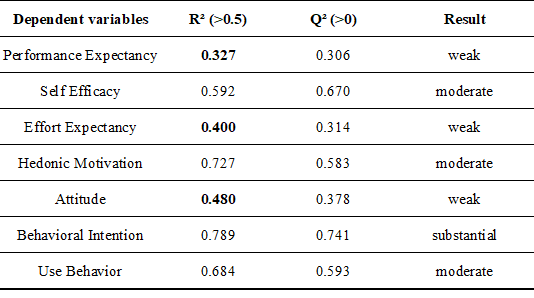 Dependent variables R² (>0.5) Q² (>0) Result
Performance Expectancy 0.327 0.306 weak
Self Efficacy 0.592 0.670 moderate
Effort Expectancy 0.400 0.314 weak
Hedonic Motivation 0.727 0.583 moderate
Attitude 0.480 0.378 weak
Behavioral Intention 0.789 0.741 substantial
Use Behavior 0.684 0.593 moderate